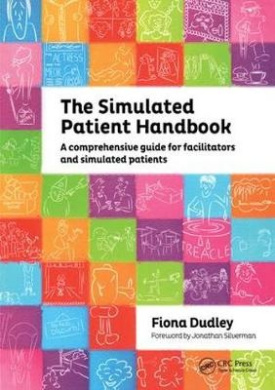 ACTRESS
The Simulated
Patient Handbook
A comprehensive guide for facilitators
and simulated patients
Fiona Dudley
Foreword by Jonathan Silverman
CRC Press